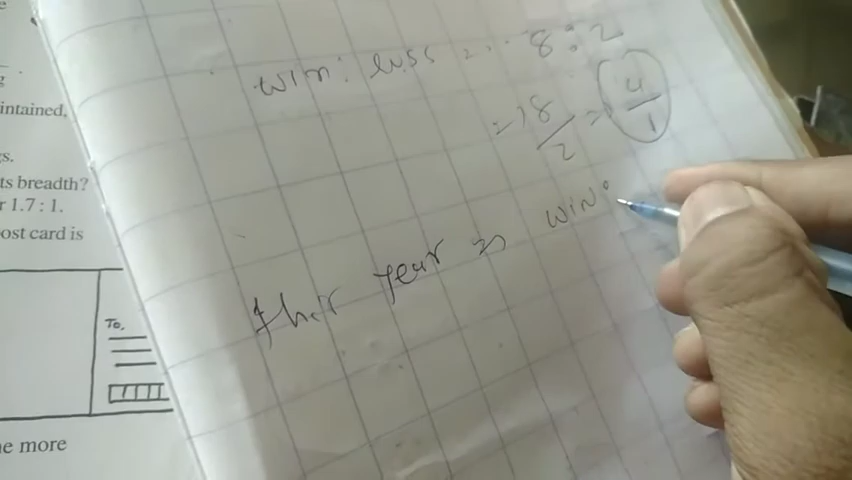 intained,
s.
ts breadth?
r 1.7 : 1.
ost card is
To,
e more
win: loss = 8:2
=> 8/2 = 4/1
their year => WIN: